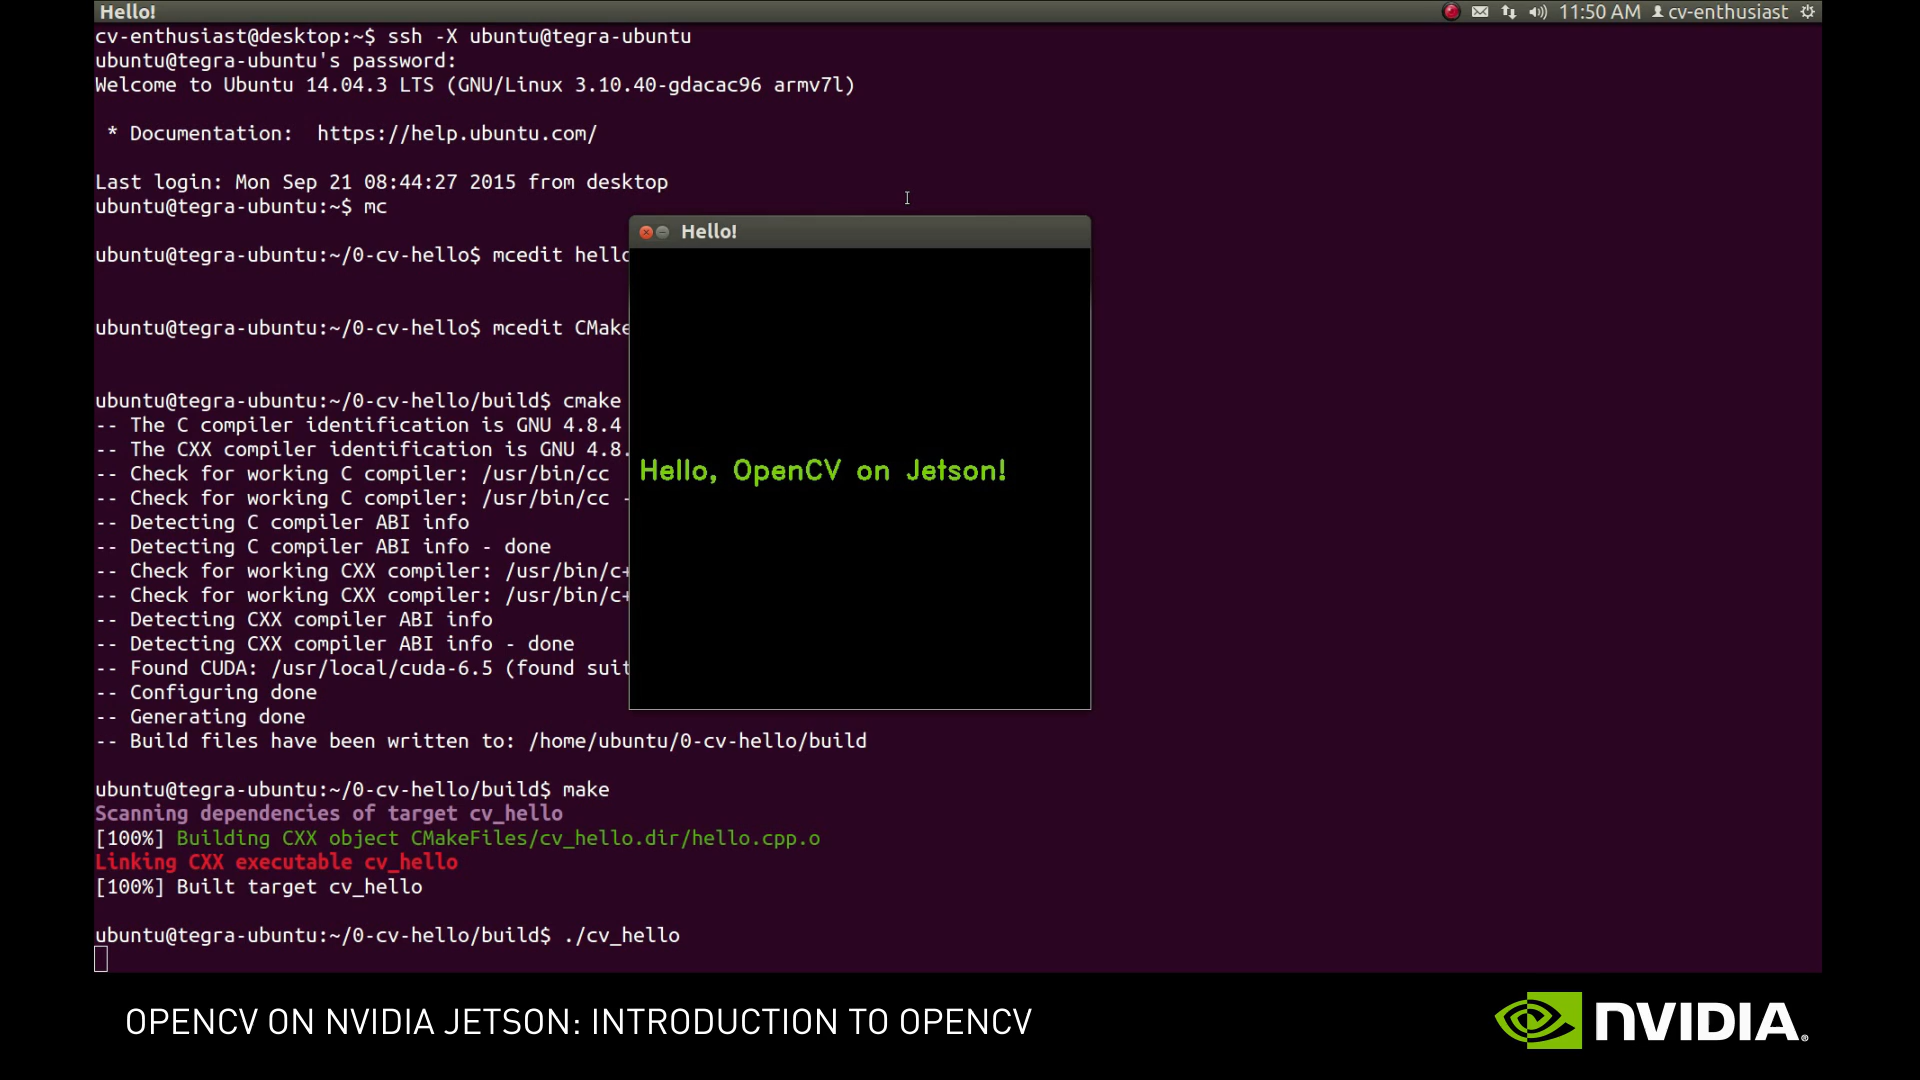 Hello!
11:50 AM cv-enthusiast
cv-enthusiast@desktop:~$ ssh -X ubuntu@tegra-ubuntu
ubuntu@tegra-ubuntu's password:
Welcome to Ubuntu 14.04.3 LTS (GNU/Linux 3.10.40-gdacac96 armv7l)
* Documentation:  https://help.ubuntu.com/
Last login: Mon Sep 21 08:44:27 2015 from desktop
ubuntu@tegra-ubuntu:~$ mc
ubuntu@tegra-ubuntu:~/0-cv-hello$ mcedit hello
ubuntu@tegra-ubuntu:~/0-cv-hello$ mcedit CMake
ubuntu@tegra-ubuntu:~/0-cv-hello/build$ cmake
-- The C compiler identification is GNU 4.8.4
-- The CXX compiler identification is GNU 4.8.
-- Check for working C compiler: /usr/bin/cc
-- Check for working C compiler: /usr/bin/cc -
-- Detecting C compiler ABI info
-- Detecting C compiler ABI info - done
-- Check for working CXX compiler: /usr/bin/c+
-- Check for working CXX compiler: /usr/bin/c+
-- Detecting CXX compiler ABI info
-- Detecting CXX compiler ABI info - done
-- Found CUDA: /usr/local/cuda-6.5 (found suit
-- Configuring done
-- Generating done
-- Build files have been written to: /home/ubuntu/0-cv-hello/build
ubuntu@tegra-ubuntu:~/0-cv-hello/build$ make
Scanning dependencies of target cv_hello
[100%] Building CXX object CMakeFiles/cv_hello.dir/hello.cpp.o
Linking CXX executable cv_hello
[100%] Built target cv_hello
ubuntu@tegra-ubuntu:~/0-cv-hello/build$ ./cv_hello
Hello!
Hello, OpenCV on Jetson!
OPENCV ON NVIDIA JETSON: INTRODUCTION TO OPENCV
NVIDIA.